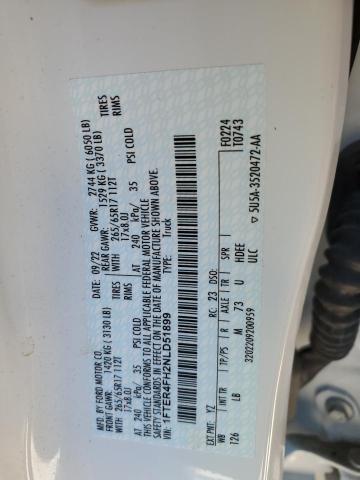 MFD. BY FORD MOTOR CO. 09/22 GVWR: 2744 KG ( 6050 LB)
FRONT GAWR: 1420 KG ( 3130 LB) REAR GAWR: 1529 KG ( 3370 LB)
WITH 265/65R17 112T TIRES WITH 265/65R17 112T TIRES
17x8.0J RIMS 17x8.0J RIMS
AT 240 kPa/ 35 PSI COLD AT 240 kPa/ 35 PSI COLD
THIS VEHICLE CONFORMS TO ALL APPLICABLE FEDERAL MOTOR VEHICLE
SAFETY STANDARDS IN EFFECT ON THE DATE OF MANUFACTURE SHOWN ABOVE.
VIN: 1FTER4FH2NLD51899
TYPE: Truck
F0224
T0743
EXT PNT: YZ RC: 23 DSO:
WB INT TR TP/PS R AXLE TR SPR
126 LB M 73 U HDEE
ULC
3202209200959
5U5A-3520472-AA